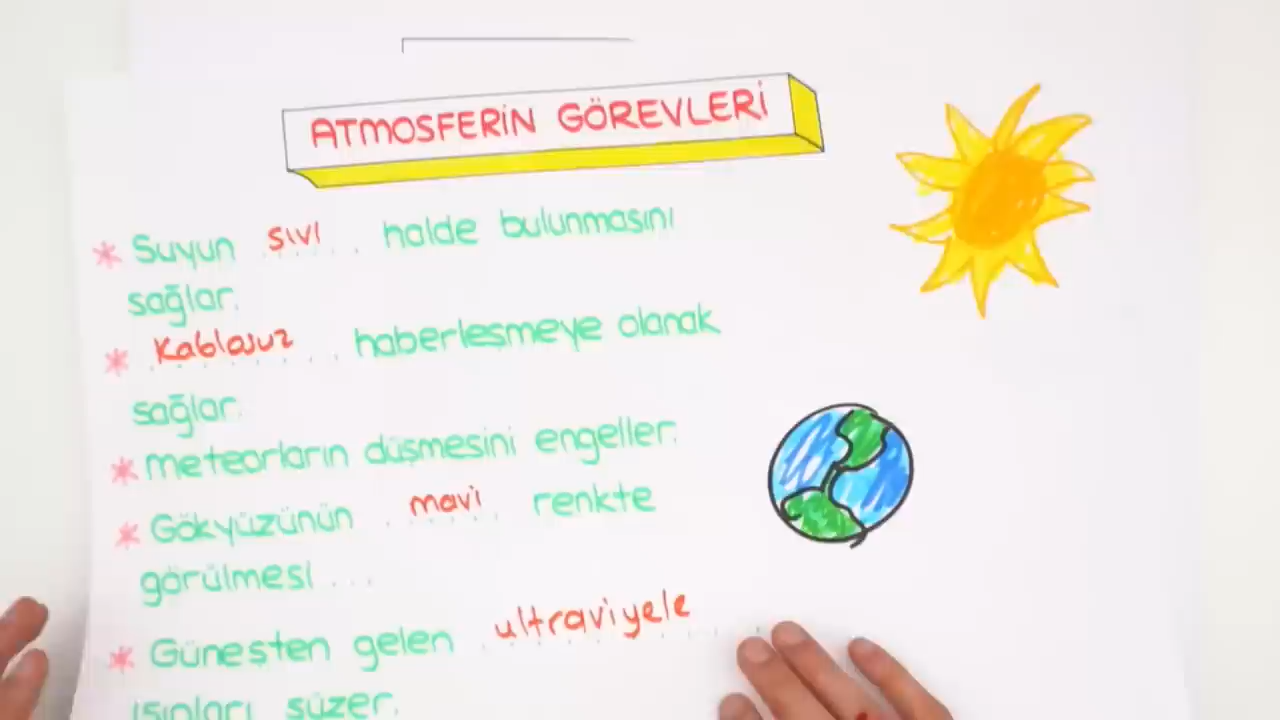 ATMOSFERİN GÖREVLERİ
* Suyun sıvı halde bulunmasını
sağlar.
* Kablosuz haberleşmeye olanak
sağlar.
* meteorların düşmesini engeller.
* Gökyüzünün mavi renkte
görülmesi ...
* Güneşten gelen ultraviyele
ışınları süzer.